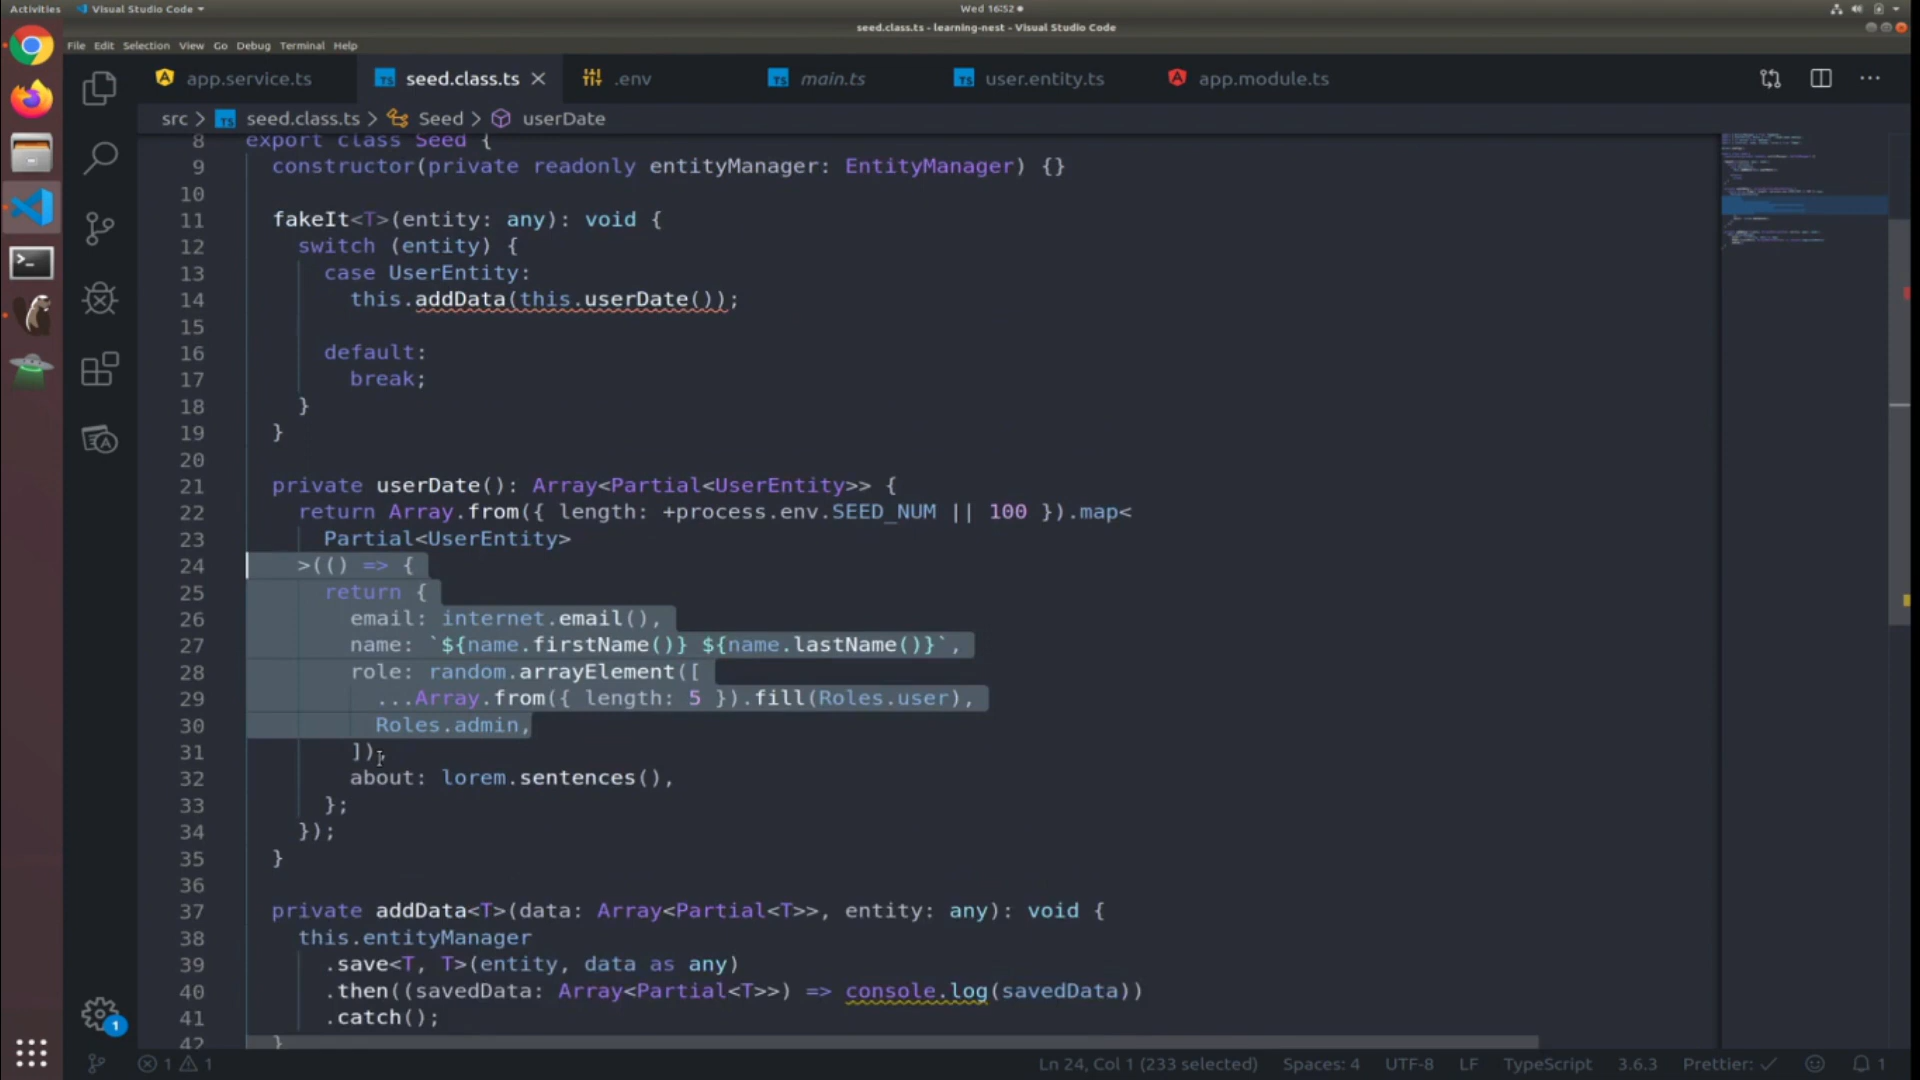 Activities Visual Studio Code Wed 16:52
seed.class.ts - learning-nest - Visual Studio Code
File Edit Selection View Go Debug Terminal Help
app.service.ts seed.class.ts .env main.ts user.entity.ts app.module.ts
src > TS seed.class.ts > Seed > userDate
8 export class Seed {
9 constructor(private readonly entityManager: EntityManager) {}
10
11 fakeIt<T>(entity: any): void {
12 switch (entity) {
13 case UserEntity:
14 this.addData(this.userDate());
15
16 default:
17 break;
18 }
19 }
20
21 private userDate(): Array<Partial<UserEntity>> {
22 return Array.from({ length: +process.env.SEED_NUM || 100 }).map<
23 Partial<UserEntity>
24 >(() => {
25 return {
26 email: internet.email(),
27 name: `${name.firstName()} ${name.lastName()}`,
28 role: random.arrayElement([
29 ...Array.from({ length: 5 }).fill(Roles.user),
30 Roles.admin,
31 ]),
32 about: lorem.sentences(),
33 };
34 });
35 }
36
37 private addData<T>(data: Array<Partial<T>>, entity: any): void {
38 this.entityManager
39 .save<T, T>(entity, data as any)
40 .then((savedData: Array<Partial<T>>) => console.log(savedData))
41 .catch();
42 }
1 1 Ln 24, Col 1 (233 selected) Spaces: 4 UTF-8 LF TypeScript 3.6.3 Prettier: ✓ 1